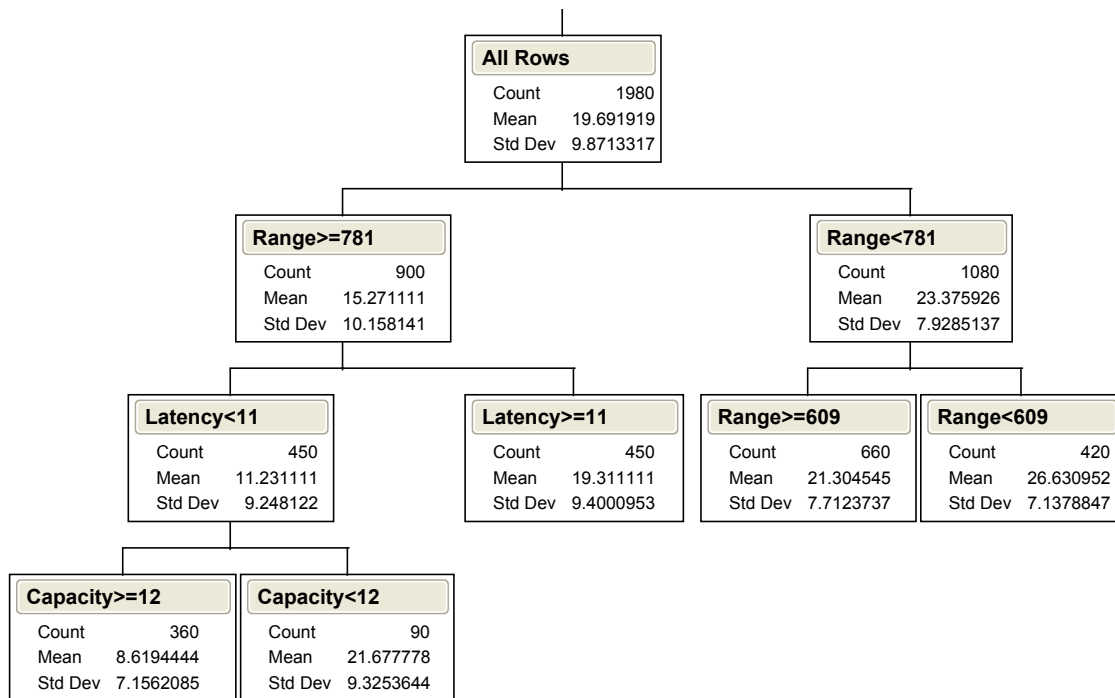 All Rows
Count 1980
Mean 19.691919
Std Dev 9.8713317
Range>=781
Count 900
Mean 15.271111
Std Dev 10.158141
Range<781
Count 1080
Mean 23.375926
Std Dev 7.9285137
Latency<11
Count 450
Mean 11.231111
Std Dev 9.248122
Latency>=11
Count 450
Mean 19.311111
Std Dev 9.4000953
Range>=609
Count 660
Mean 21.304545
Std Dev 7.7123737
Range<609
Count 420
Mean 26.630952
Std Dev 7.1378847
Capacity>=12
Count 360
Mean 8.6194444
Std Dev 7.1562085
Capacity<12
Count 90
Mean 21.677778
Std Dev 9.3253644